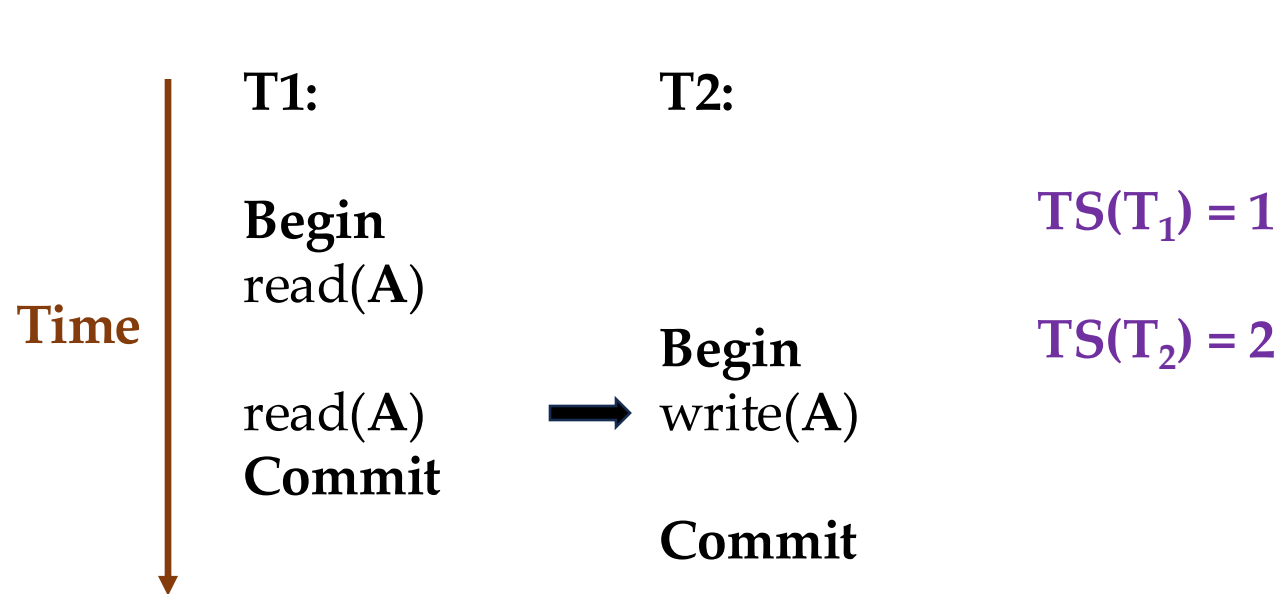 T1:
T2:
Begin
TS(T₁) = 1
read(A)
Time
Begin
TS(T₂) = 2
read(A)
write(A)
Commit
Commit